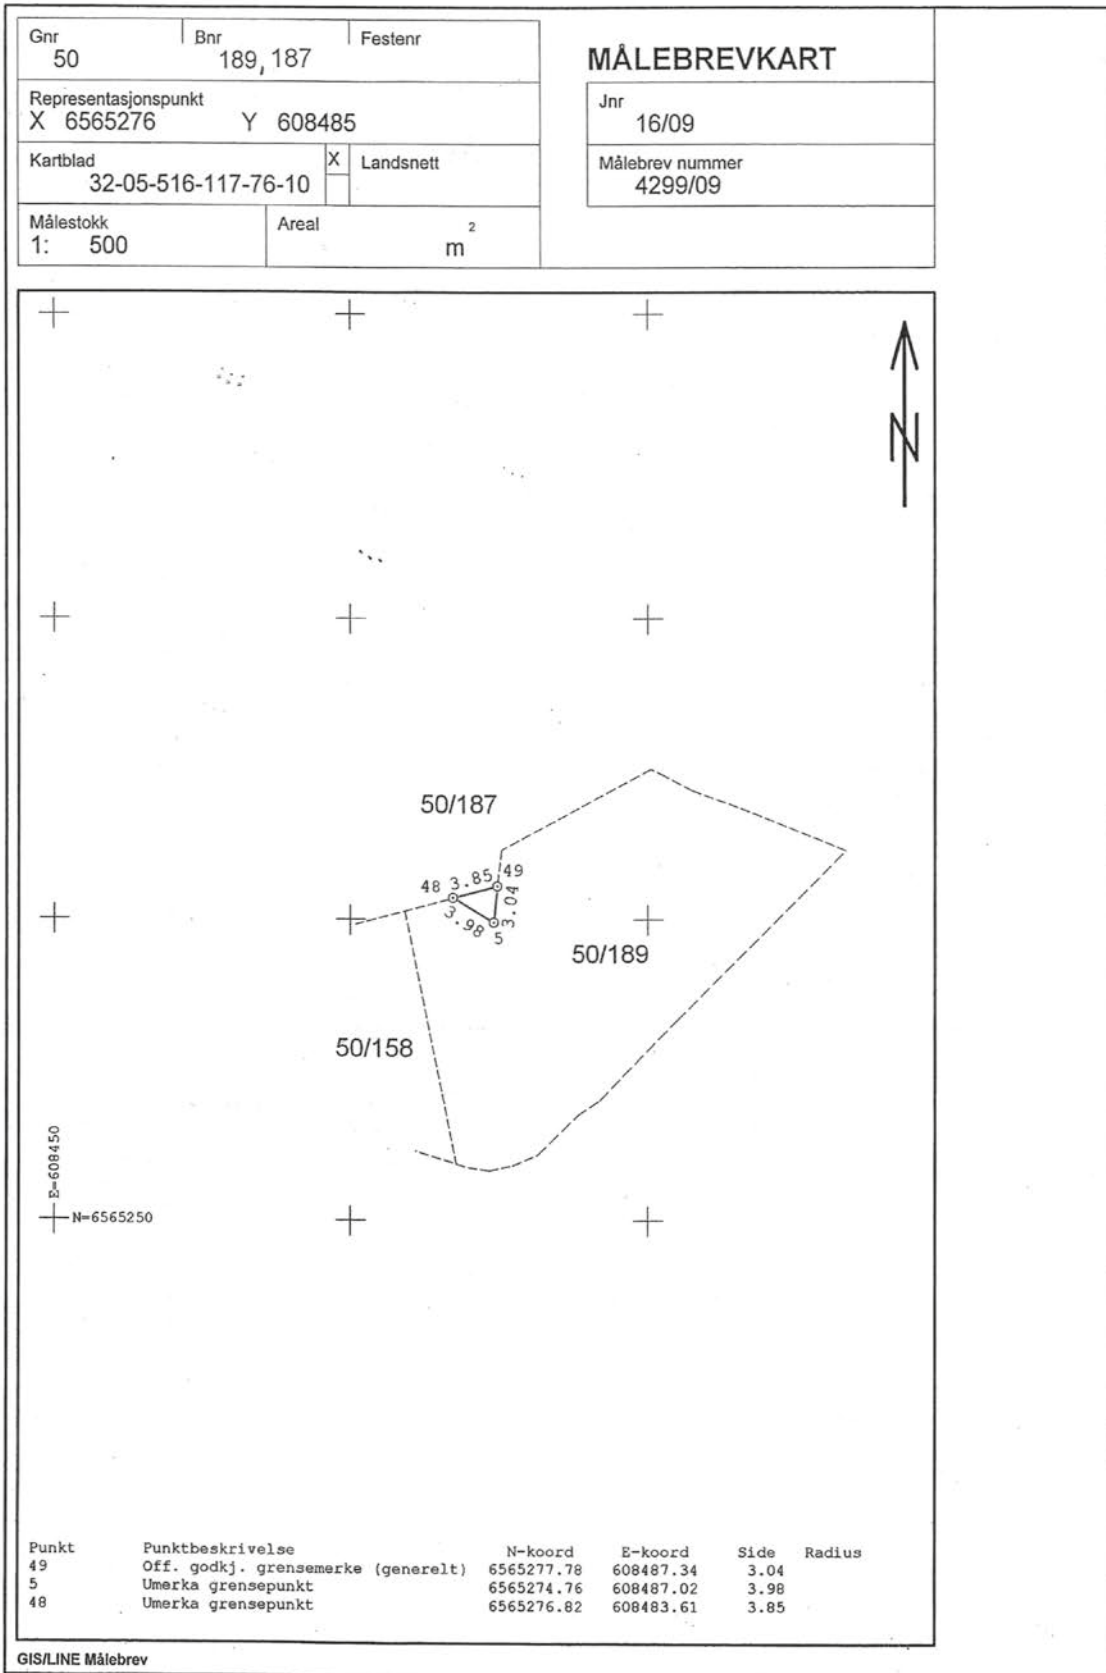 Gnr Bnr Festenr
50 189, 187
MÅLEBREVKART
Representasjonspunkt
X 6565276 Y 608485
Jnr
16/09
Kartblad X Landsnett
32-05-516-117-76-10
Målebrev nummer
4299/09
Målestokk Areal
1: 500 m2
N
50/187
48 3.85 49
3.04
3.98 5
50/189
50/158
E=608450
N=6565250
Punkt Punktbeskrivelse N-koord E-koord Side Radius
49 Off. godkj. grensemerke (generelt) 6565277.78 608487.34 3.04
5 Umerka grensepunkt 6565274.76 608487.02 3.98
48 Umerka grensepunkt 6565276.82 608483.61 3.85
GIS/LINE Målebrev